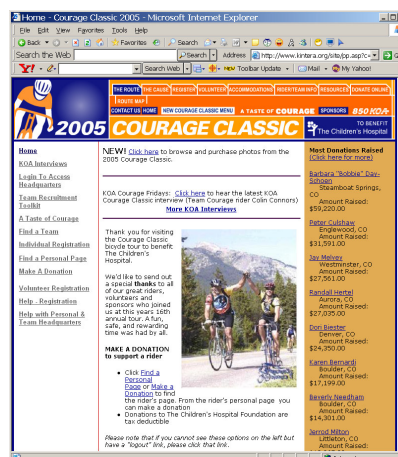 Home - Courage Classic 2005 - Microsoft Internet Explorer
File Edit View Favorites Tools Help
Back Search Favorites
Search the Web Search Address http://www.kintera.org/site/pp.asp?c=
Y! Search Web NEW Toolbar Update Mail My Yahoo!
THE ROUTE THE CAUSE REGISTER VOLUNTEER ACCOMMODATIONS RIDER/TEAM INFO RESOURCES DONATE ONLINE
ROUTE MAP
CONTACT US HOME NEW COURAGE CLASSIC MENU A TASTE OF COURAGE SPONSORS 850 KOA
2005 COURAGE CLASSIC TO BENEFIT
The Children's Hospital
Home
KOA Interviews
Login To Access
Headquarters
Team Recruitment
Toolkit
A Taste of Courage
Find a Team
Individual Registration
Find a Personal Page
Make A Donation
Volunteer Registration
Help - Registration
Help with Personal &
Team Headquarters
NEW! Click here to browse and purchase photos from the
2005 Courage Classic.
KOA Courage Fridays: Click here to hear the latest KOA
Courage Classic interview (Team Courage rider Colin Connors)
More KOA Interviews
Thank you for visiting
the Courage Classic
bicycle tour to benefit
The Children's
Hospital.
We'd like to send out
a special thanks to all
of our great riders,
volunteers and
sponsors who joined
us at this years 16th
annual tour. A fun,
safe, and rewarding
time was had by all.
MAKE A DONATION
to support a rider
• Click Find a
Personal
Page or Make a
Donation to find
the rider's page. From the rider's personal page you
can make a donation
• Donations to The Children's Hospital Foundation are
tax deductible
Please note that if you cannot see these options on the left but
have a "logout" link, please click that link.
Most Donations Raised
(Click here for more)
Barbara "Bobbie" Day-
Schoen
Steamboat Springs,
CO
Amount Raised:
$59,220.00
Peter Culshaw
Englewood, CO
Amount Raised:
$31,591.00
Jay McIvoy
Westminster, CO
Amount Raised:
$27,561.00
Randall Hertel
Aurora, CO
Amount Raised:
$27,035.00
Don Biester
Denver, CO
Amount Raised:
$24,350.00
Karen Bernardi
Boulder, CO
Amount Raised:
$17,199.00
Beverly Needham
Boulder, CO
Amount Raised:
$14,301.00
Jerrod Milton
Littleton, CO
Amount Raised: